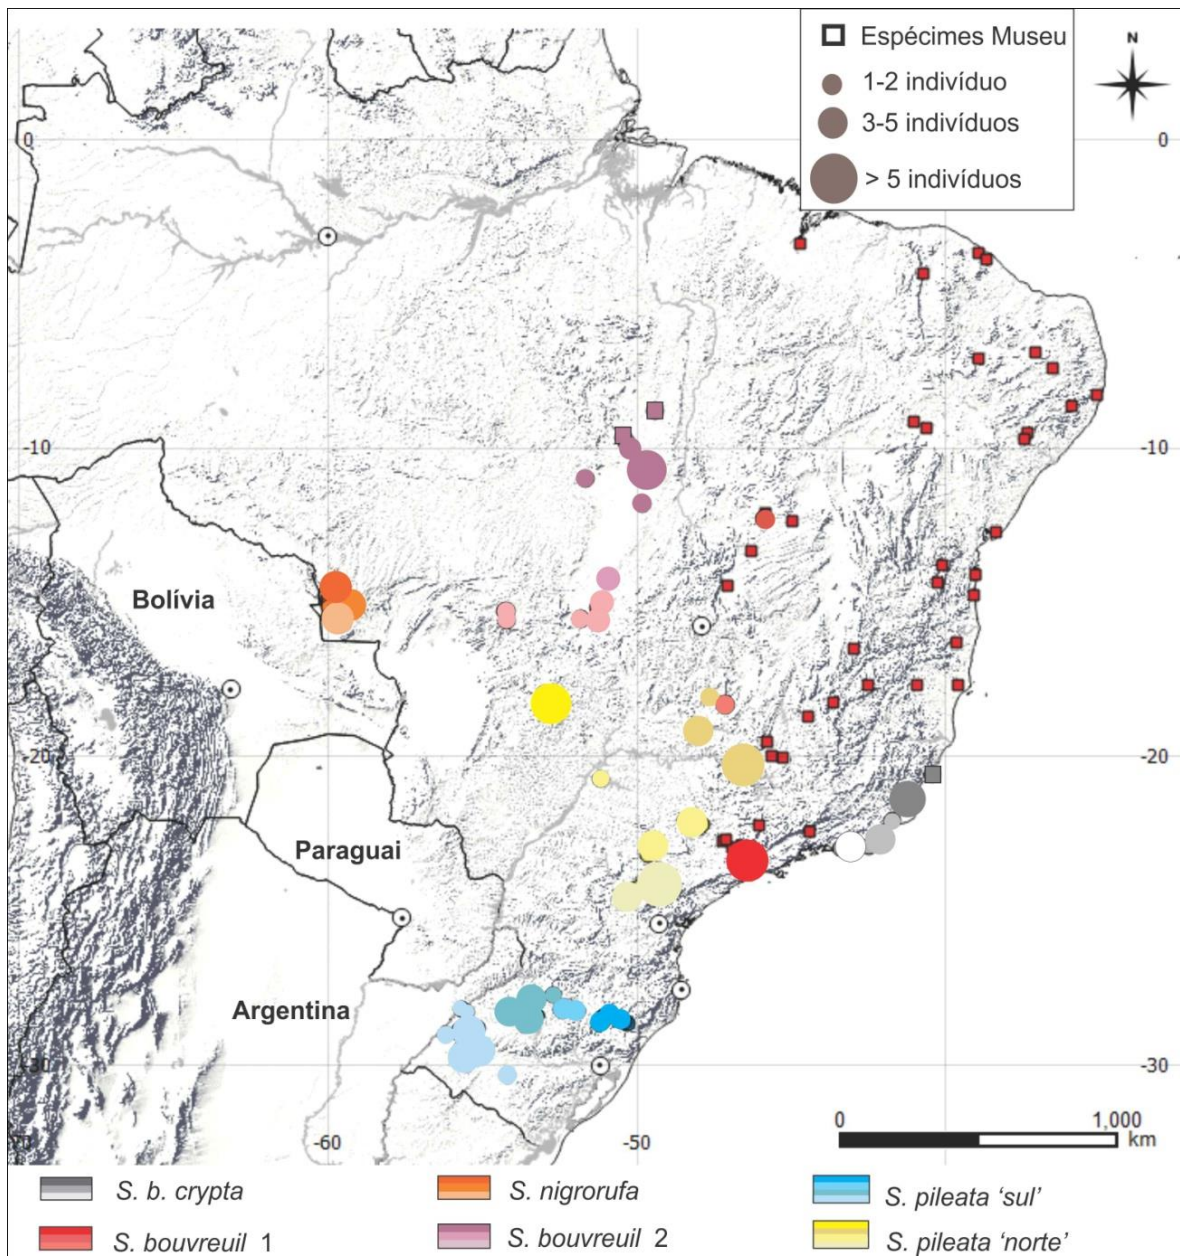 Espécimes Museu
1-2 indivíduo
3-5 indivíduos
> 5 indivíduos
N
0
0
-10
-10
Bolívia
-20
-20
Paraguai
Argentina
-30
-30
-60
-50
0
1,000
km
S. b. crypta
S. nigrorufa
S. pileata ‘sul’
S. bouvreuil 1
S. bouvreuil 2
S. pileata ‘norte’